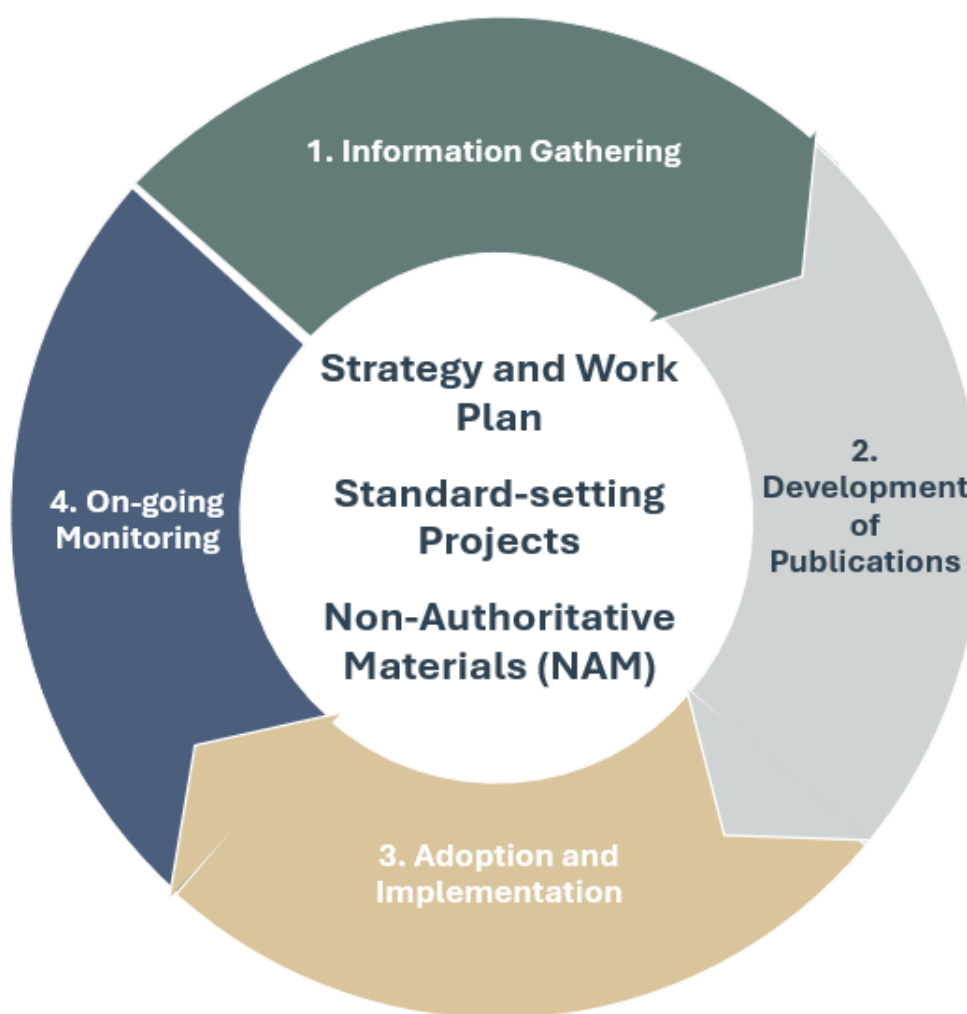 1. Information Gathering
Strategy and Work
Plan
Standard-setting
Projects
Non-Authoritative
Materials (NAM)
2.
Development
of
Publications
3. Adoption and
Implementation
4. On-going
Monitoring